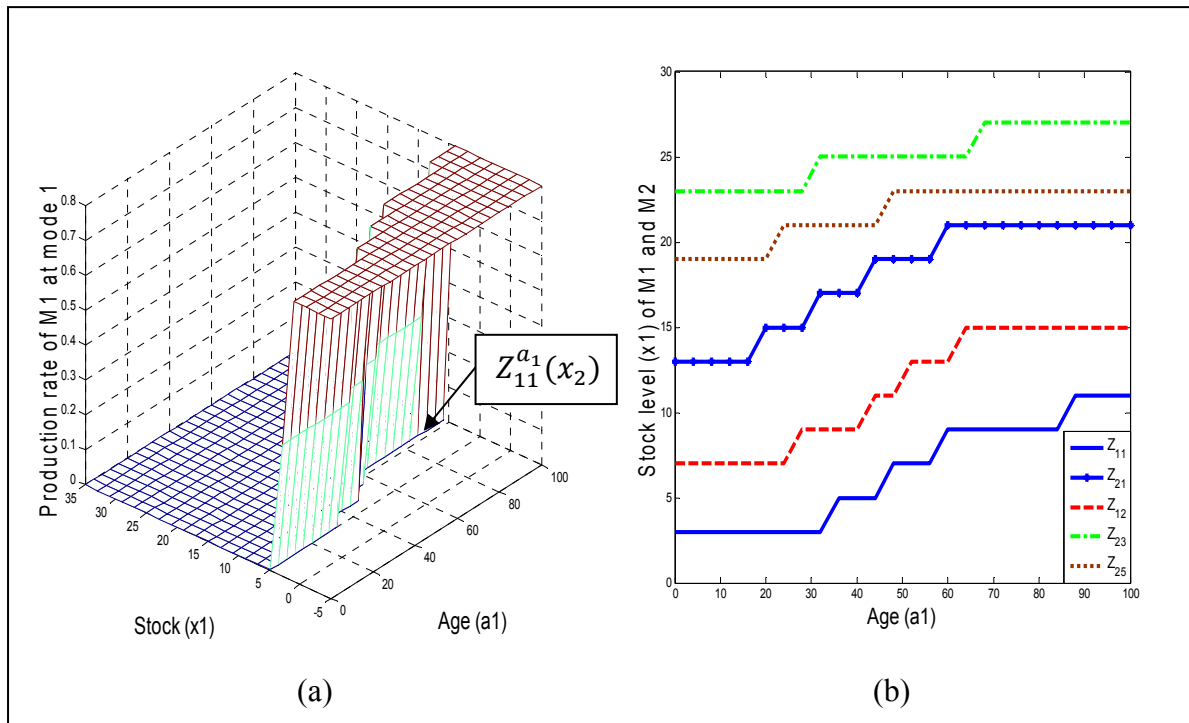 Production rate of M1 at mode 1
0.8
0.7
0.6
0.5
0.4
0.3
0.2
0.1
0
35
30
25
20
15
10
5
0
-5
Stock (x1)
0
20
40
60
80
100
Age (a1)
Z₁₁^{a₁}(x₂)
(a)
Stock level (x1) of M1 and M2
30
25
20
15
10
5
0
0 10 20 30 40 50 60 70 80 90 100
Age (a1)
Z₁₁
Z₂₁
Z₁₂
Z₂₃
Z₂₅
(b)